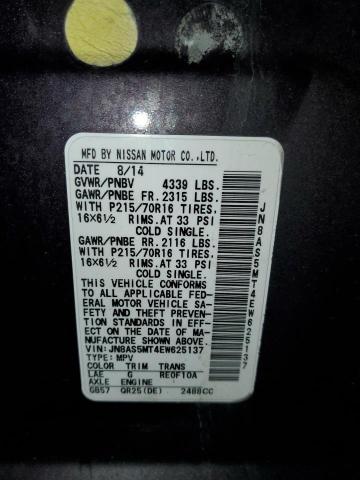 MFD BY NISSAN MOTOR CO.,LTD.
DATE 8/14
GVWR/PNBV 4339 LBS.
GAWR/PNBE FR. 2315 LBS.
WITH P215/70R16 TIRES,
16×6½ RIMS. AT 33 PSI
COLD SINGLE.
GAWR/PNBE RR. 2116 LBS.
WITH P215/70R16 TIRES,
16×6½ RIMS. AT 33 PSI
COLD SINGLE.
THIS VEHICLE CONFORMS
TO ALL APPLICABLE FED-
ERAL MOTOR VEHICLE SA-
FETY AND THEFT PREVEN-
TION STANDARDS IN EFF-
ECT ON THE DATE OF MA-
NUFACTURE SHOWN ABOVE.
VIN:JN8AS5MT4EW625137
TYPE: MPV
COLOR TRIM TRANS
LAE G RE0F10A
AXLE ENGINE
GB57 QR25(DE) 2488CC
JN8AS5MT4EW625137